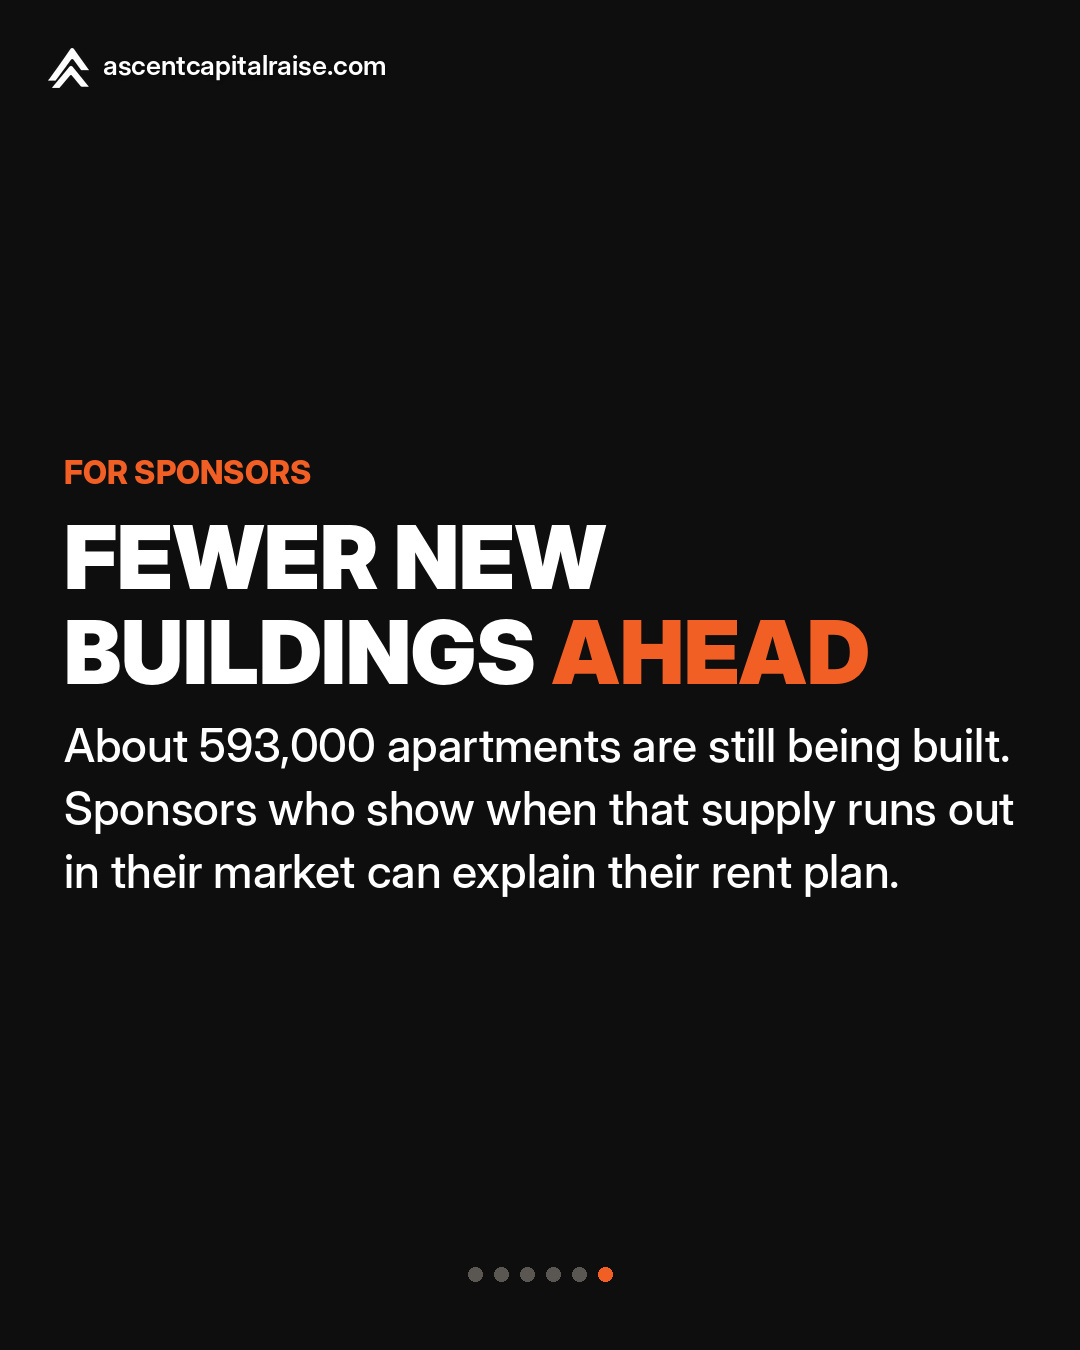 ascentcapitalraise.com
FOR SPONSORS
FEWER NEW
BUILDINGS AHEAD
About 593,000 apartments are still being built.
Sponsors who show when that supply runs out
in their market can explain their rent plan.